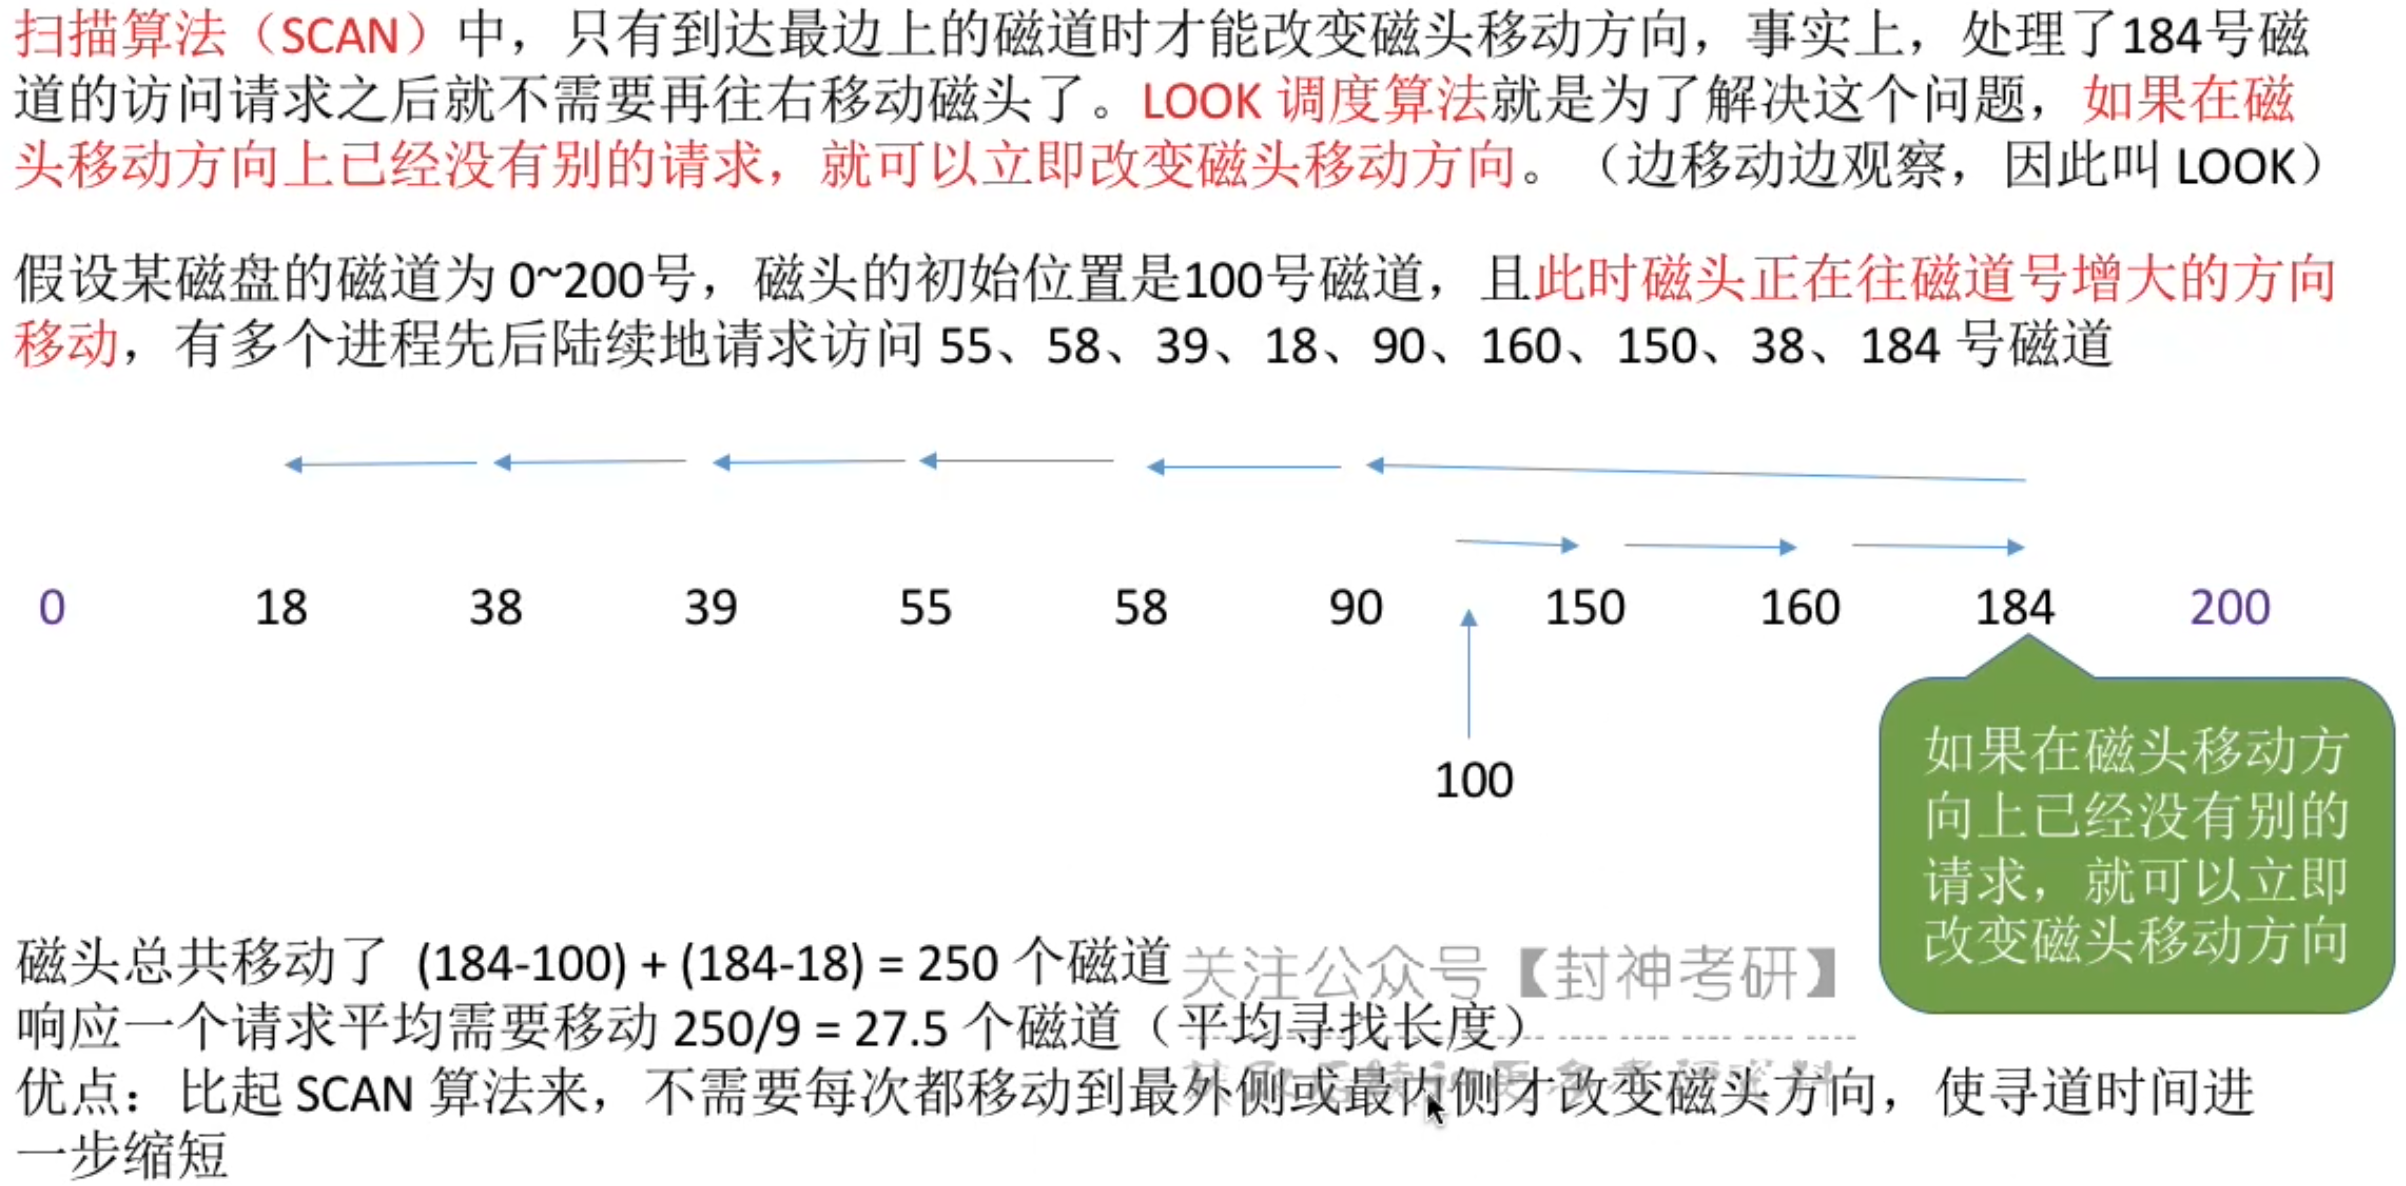 扫描算法（SCAN）中，只有到达最边上的磁道时才能改变磁头移动方向，事实上，处理了184号磁
道的访问请求之后就不需要再往右移动磁头了。LOOK 调度算法就是为了解决这个问题，如果在磁
头移动方向上已经没有别的请求，就可以立即改变磁头移动方向。（边移动边观察，因此叫 LOOK）
假设某磁盘的磁道为 0~200号，磁头的初始位置是100号磁道，且此时磁头正在往磁道号增大的方向
移动，有多个进程先后陆续地请求访问 55、58、39、18、90、160、150、38、184 号磁道
0 18 38 39 55 58 90 150 160 184 200
100
如果在磁头移动方
向上已经没有别的
请求，就可以立即
改变磁头移动方向
磁头总共移动了 (184-100) + (184-18) = 250 个磁道
关注公众号【封神考研】
响应一个请求平均需要移动 250/9 = 27.5 个磁道（平均寻找长度）
优点：比起 SCAN 算法来，不需要每次都移动到最外侧或最内侧才改变磁头方向，使寻道时间进
一步缩短